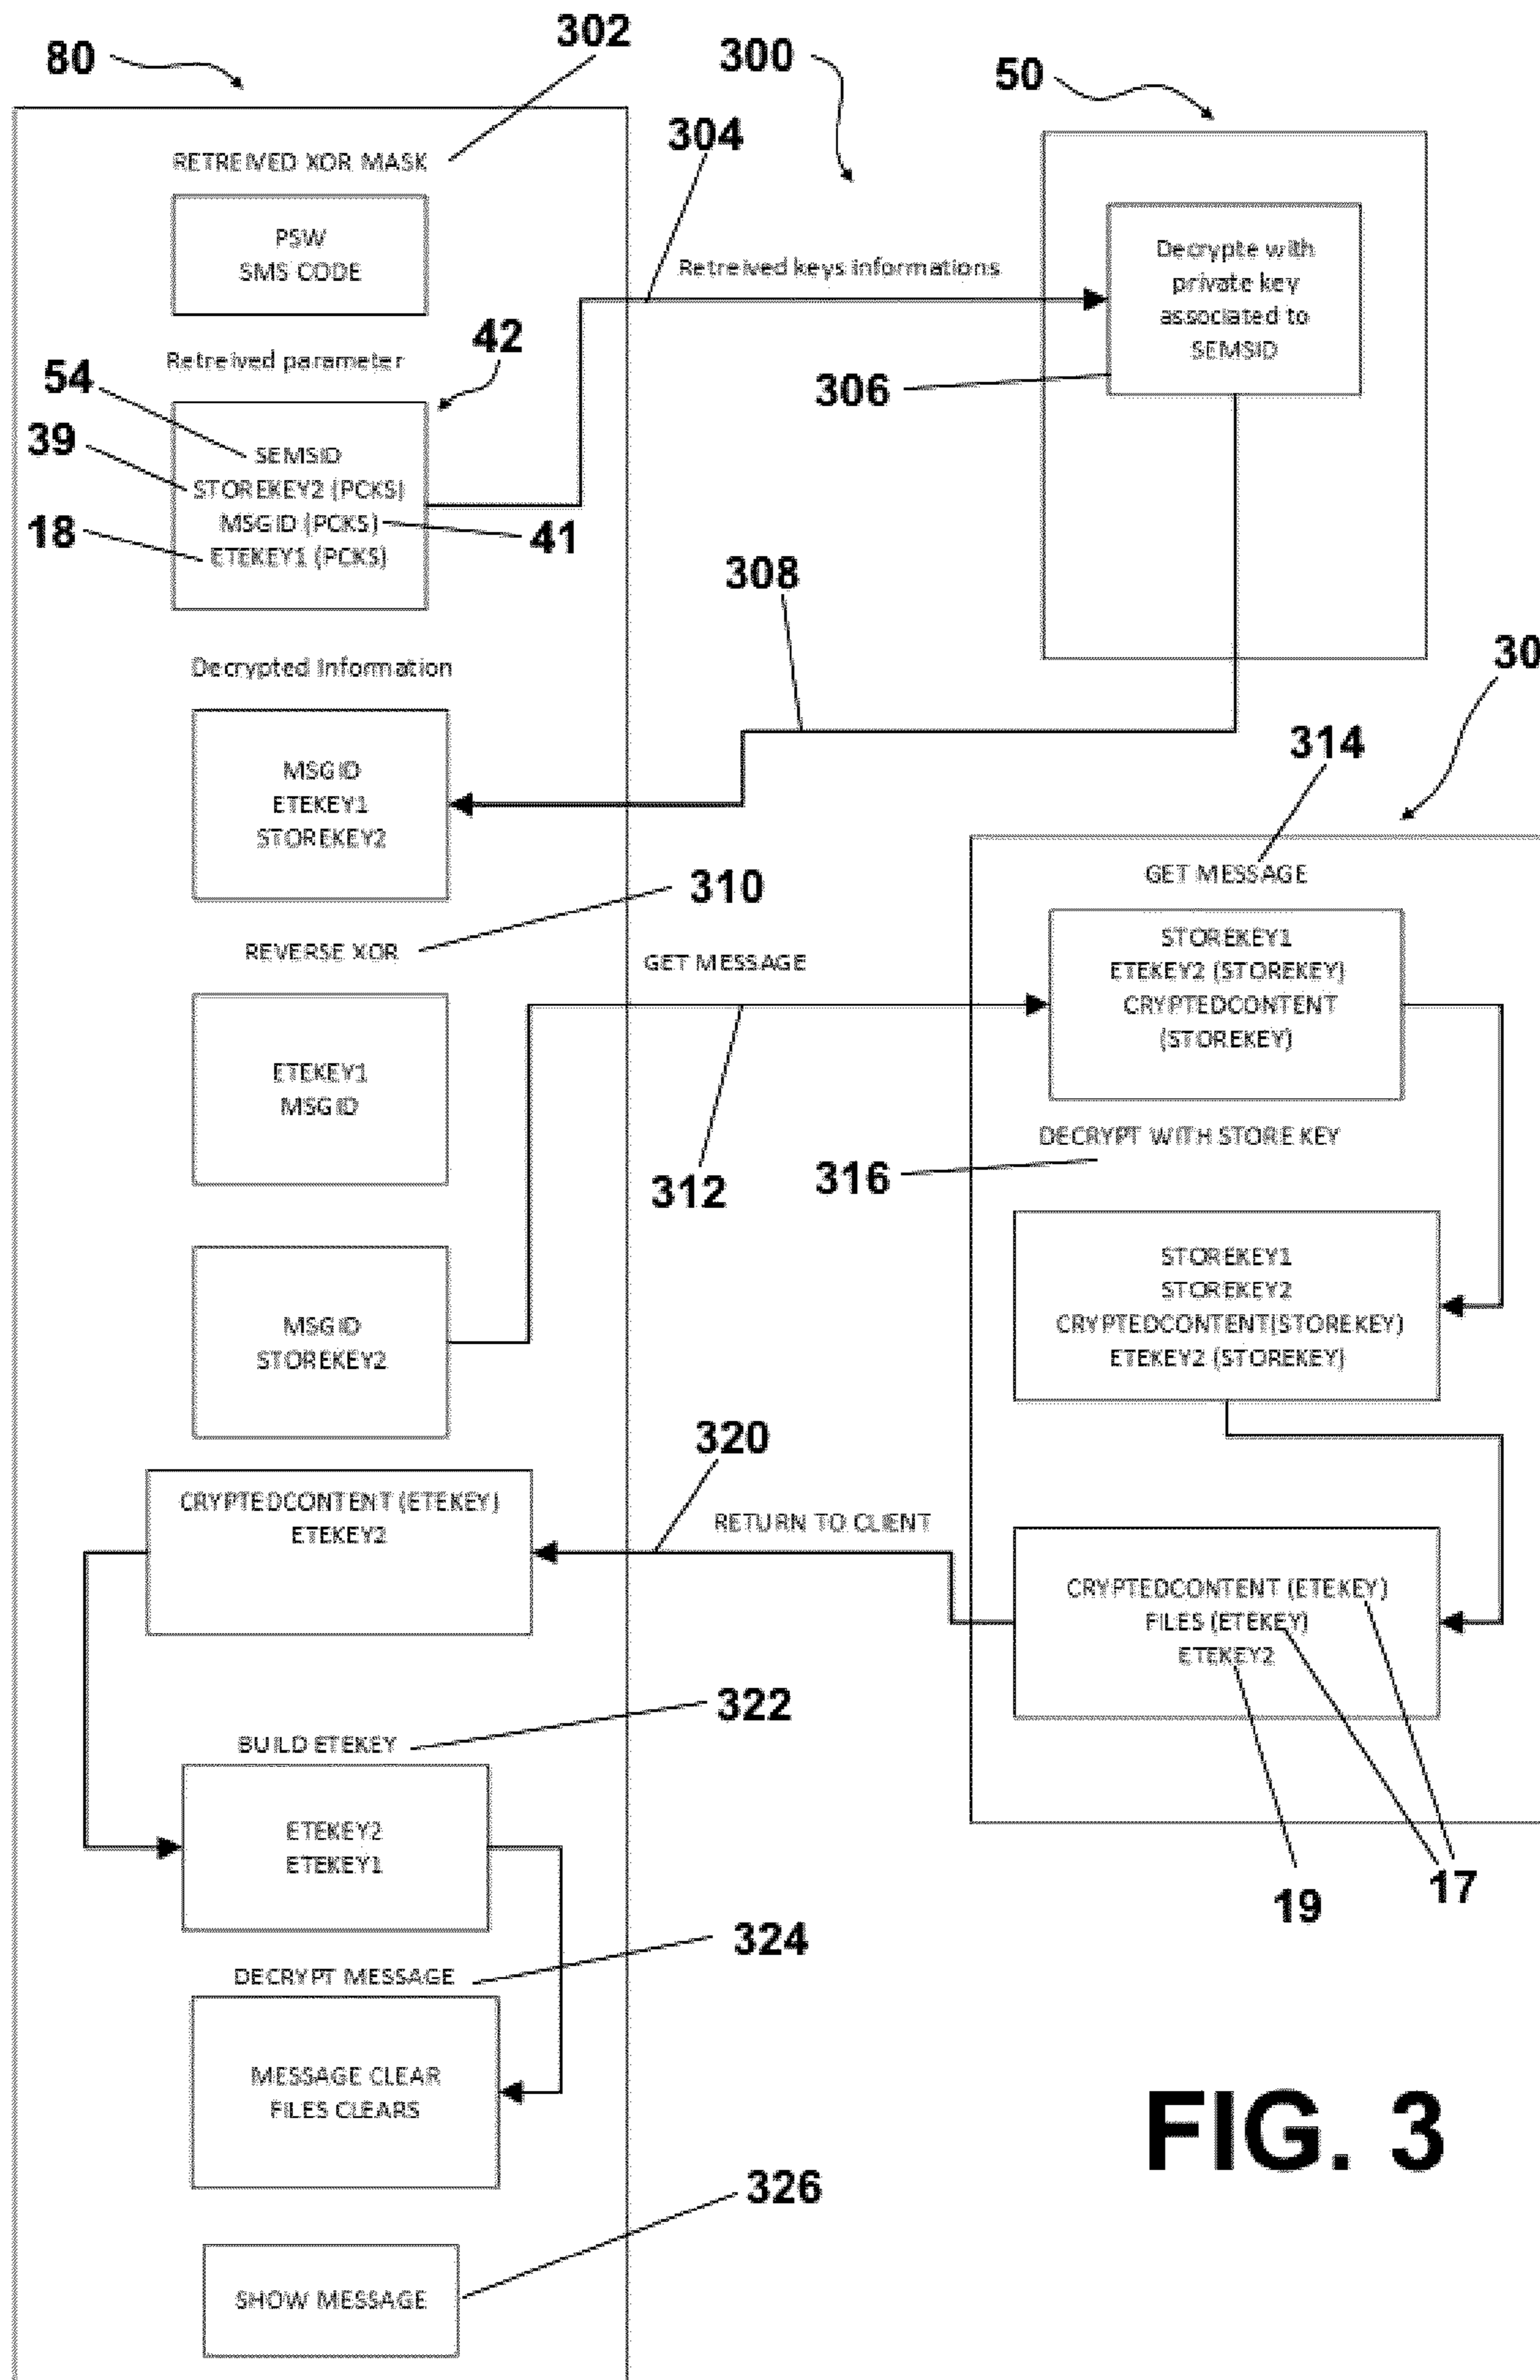 302
80
300
50
304
RETREIVED XOR MASK
PSW
SMS CODE
Retreived keys informations
Decrypte with
private key
associated to
SEMSID
306
Retreived parameter
42
54
39
18
SEMSID
STOREKEY2 (PCKS)
MSGID (PCKS)
ETEKEY1 (PCKS)
41
308
Decrypted Information
30
314
MSGID
ETEKEY1
STOREKEY2
310
REVERSE XOR
GET MESSAGE
GET MESSAGE
STOREKEY1
ETEKEY2 (STOREKEY)
CRYPTEDCONTENT
(STOREKEY)
ETEKEY1
MSGID
312
DECRYPT WITH STORE KEY
316
MSGID
STOREKEY2
STOREKEY1
STOREKEY2
CRYPTEDCONTENT(STOREKEY)
ETEKEY2 (STOREKEY)
320
CRYPTEDCONTENT (ETEKEY)
ETEKEY2
RETURN TO CLIENT
CRYPTEDCONTENT (ETEKEY)
FILES (ETEKEY)
ETEKEY2
322
BUILD ETEKEY
ETEKEY2
ETEKEY1
19
17
324
DECRYPT MESSAGE
MESSAGE CLEAR
FILES CLEARS
326
SHOW MESSAGE
FIG. 3